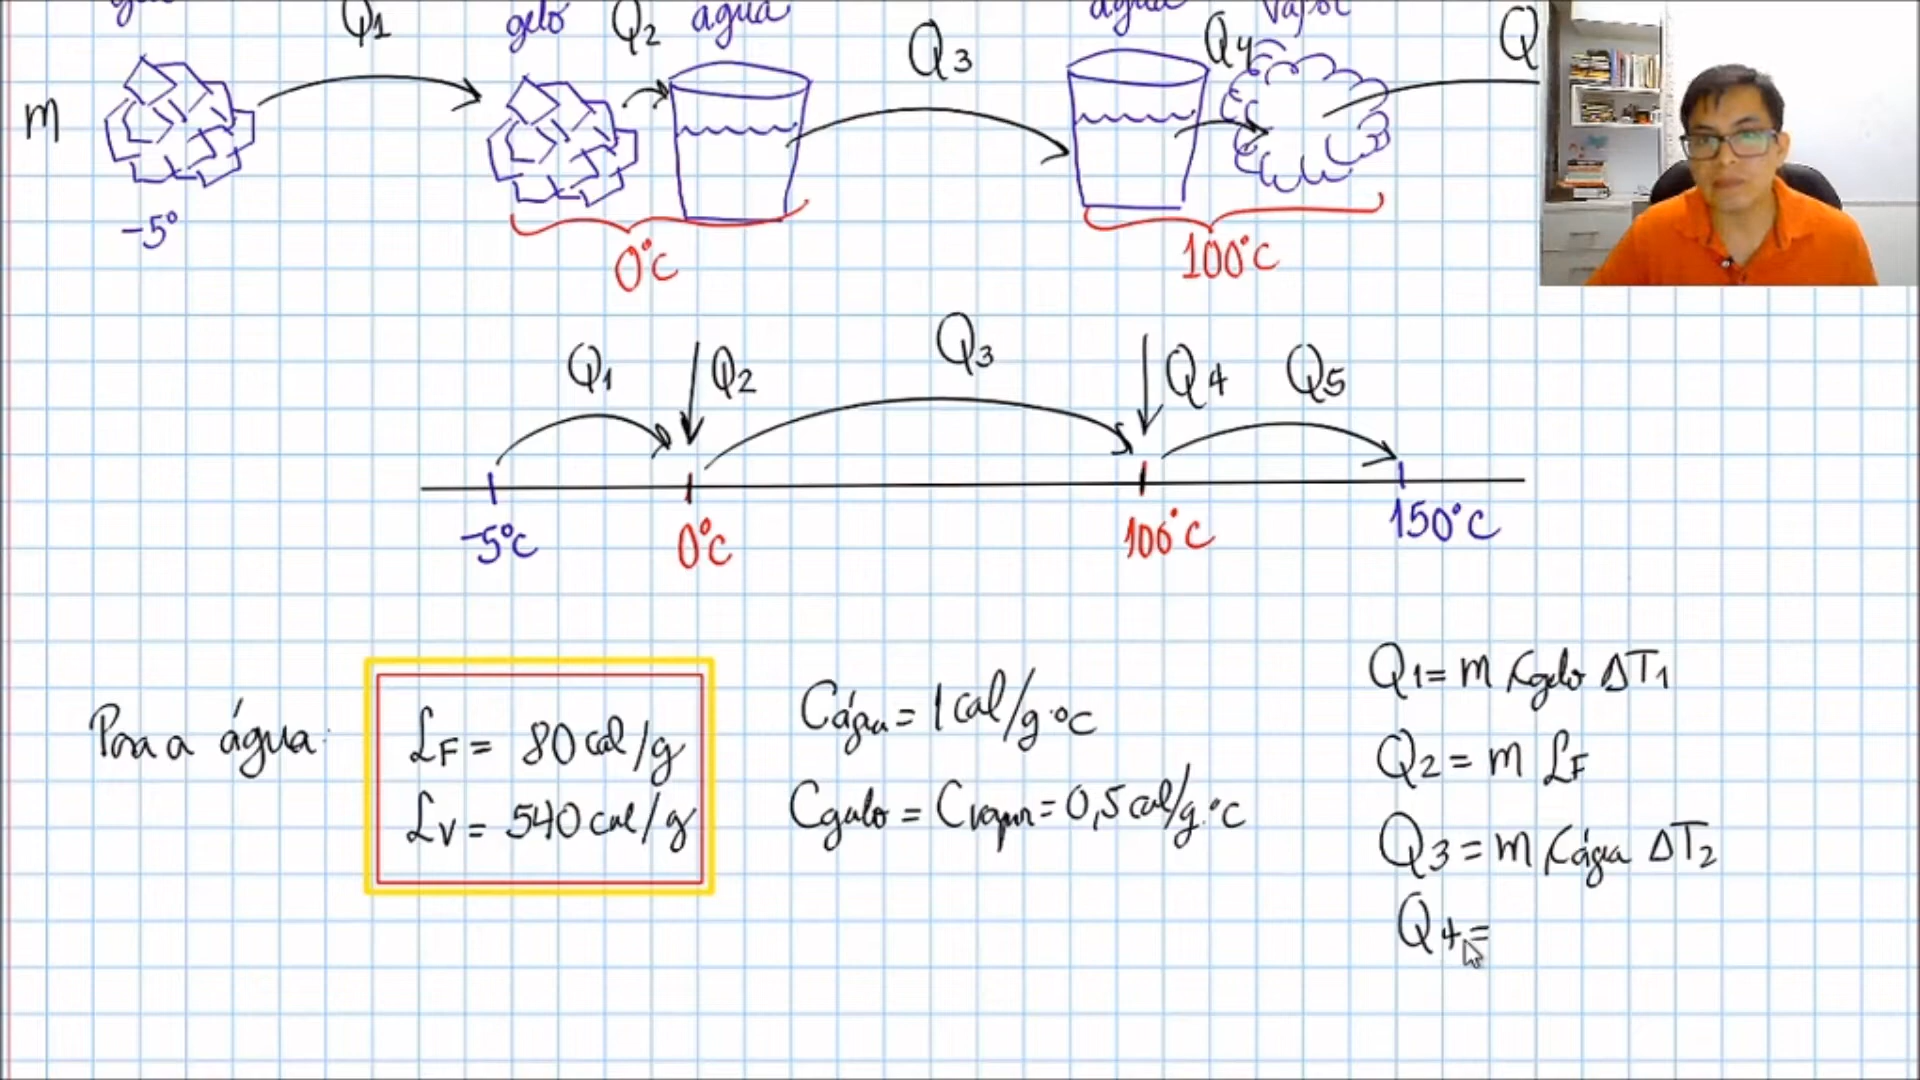 Q1 gelo Q2 água Q3 água Q4 vapor Q
m
-5°
0°C 100°C
Q1 Q2 Q3 Q4 Q5
-5°C 0°C 100°C 150°C
Para a água:
LF = 80 cal/g
LV = 540 cal/g
Cágua = 1 cal/g·°C
Cgelo = Cvapor = 0,5 cal/g·°C
Q1 = m Cgelo ΔT1
Q2 = m LF
Q3 = m Cágua ΔT2
Q4 =